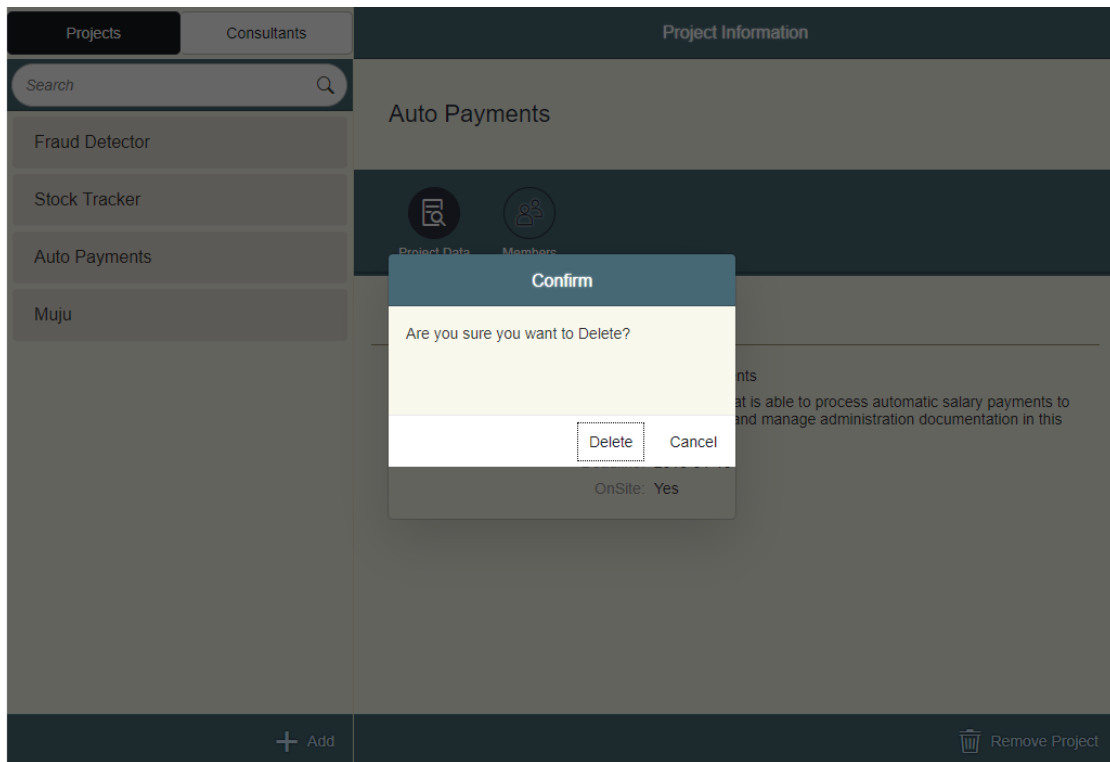 Projects
Consultants
Project Information
Search
Auto Payments
Fraud Detector
Stock Tracker
Auto Payments
Muju
Project Data
Members
Confirm
Are you sure you want to Delete?
nts
at is able to process automatic salary payments to
and manage administration documentation in this
Delete
Cancel
OnSite: Yes
Add
Remove Project